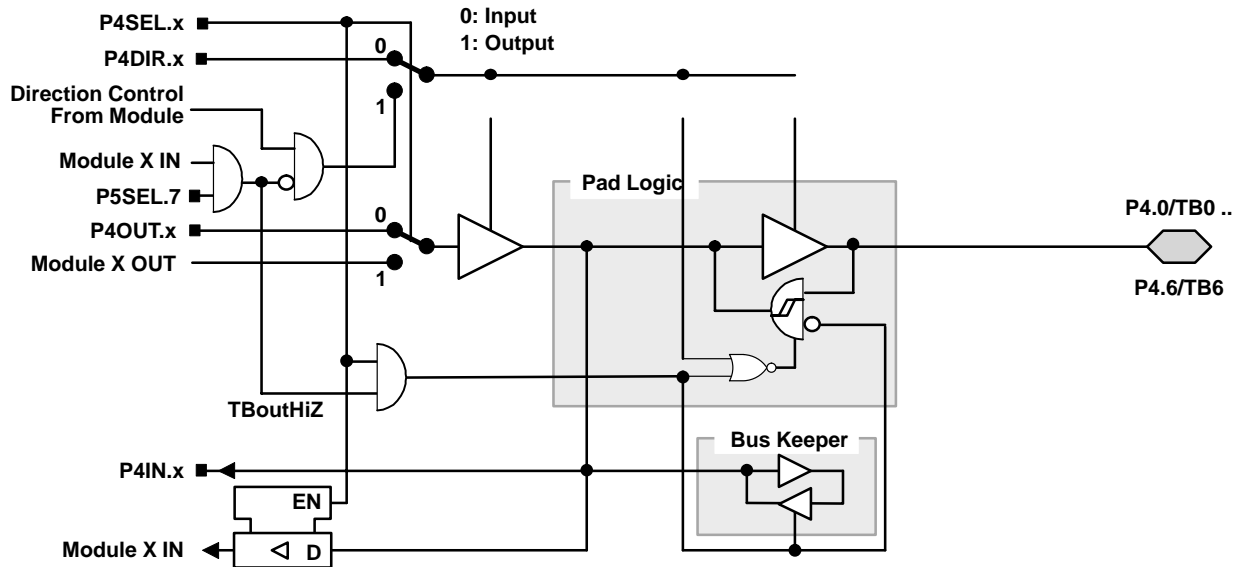 P4SEL.x
0: Input
1: Output
0
P4DIR.x
1
Direction Control
From Module
Module X IN
P5SEL.7
Pad Logic
0
P4OUT.x
P4.0/TB0 ..
Module X OUT
1
P4.6/TB6
TBoutHiZ
Bus Keeper
P4IN.x
EN
Module X IN
D